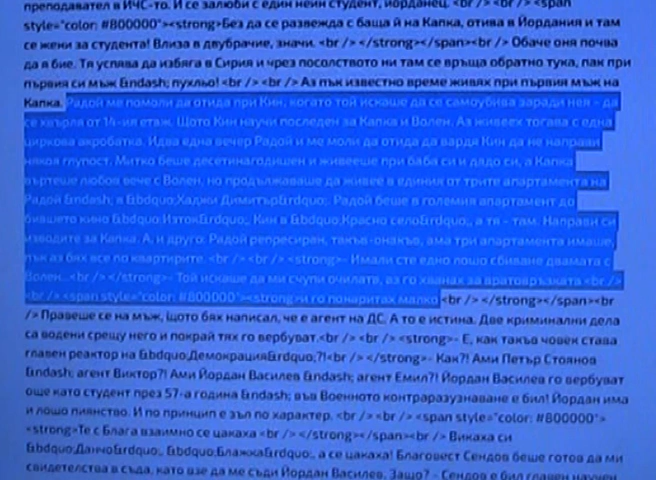 преподавател в ИЧС-то. И се залюби с един неин студент, йорданец. <br /> <br /> <span
style="color: #800000"><strong>Без да се развежда с баща ѝ на Капка, отива в Йордания и там
се жени за студента! Влиза в двубрачие, значи. <br /> </strong></span><br /> Обаче оня почва
да я бие. Тя успява да избяга в Сирия и чрез посолството ни там се връща обратно тука, пак при
първия си мъж &ndash; пухльо! <br /> <br /> Аз пък известно време живях при първия мъж на
Капка. Радой ме помоли да отида при Кин, когато той искаше да се самоубива заради нея - да
се хвърля от 14-ия етаж. Щото Кин научи последен за Капка и Волен. Аз живеех тогава с една
циркова акробатка. Идва една вечер Радой и ме моли да отида да вардя Кин да не направи
някоя глупост. Митко беше десетинагодишен и живееше при баба си и дядо си, а Капка
въртеше любов вече с Волен, но продължаваше да живее в единия от трите апартамента на
Радой &ndash; в &bdquo;Хаджи Димитър&rdquo;. Радой беше в големия апартамент до
бившето кино &bdquo;Изток&rdquo;, Кин в &bdquo;Красно село&rdquo;, а тя - там. Направи си
изводите за Капка. А, и друго: Радой репресиран, такъв-онакъв, ама три апартамента имаше,
пък аз бях все по квартирите. <br /> <br /> <strong>- Имали сте едно лошо сбиване двамата с
Волен...<br /> </strong>- Той искаше да ми счупи очилата, аз го хванах за вратовръзката <br />
<br /> <span style="color: #800000"><strong>и го понаритах малко <br /> </strong></span><br
/> Правеше се на мъж, щото бях написал, че е агент на ДС. А то е истина. Две криминални дела
са водени срещу него и покрай тях го вербуват.<br /> <br /> <strong>- Е, как такъв човек става
главен реактор на &bdquo;Демокрация&rdquo;?!<br /> </strong>- Как?! Ами Петър Стоянов
&ndash; агент Виктор?! Ами Йордан Василев &ndash; агент Емил?! Йордан Василев го вербуват
още като студент през 57-а година &ndash; във Военното контраразузнаване е бил! Йордан има
и лошо пиянство. И по принцип е зъл по характер. <br /> <br /> <span style="color: #800000">
<strong>Те с Блага взаимно се цакаха <br /> </strong></span><br /> Викаха си
&bdquo;Данчо&rdquo;, &bdquo;Блажка&rdquo;, а се цакаха! Благовест Сендов беше готов да ми
свидетелства в съда, като взе да ме съди Йордан Василев. Защо? - Сендов е бил главен научен